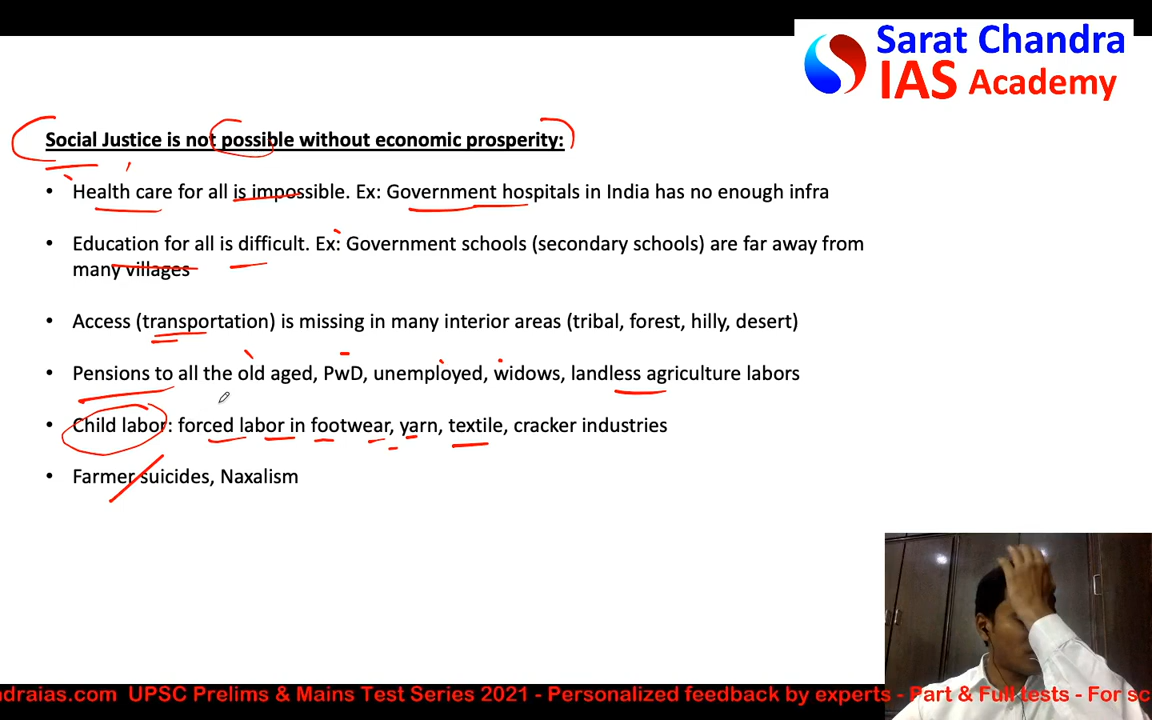 Sarat Chandra
IAS Academy
Social Justice is not possible without economic prosperity:
• Health care for all is impossible. Ex: Government hospitals in India has no enough infra
• Education for all is difficult. Ex: Government schools (secondary schools) are far away from
many villages
• Access (transportation) is missing in many interior areas (tribal, forest, hilly, desert)
• Pensions to all the old aged, PwD, unemployed, widows, landless agriculture labors
• Child labor: forced labor in footwear, yarn, textile, cracker industries
• Farmer suicides, Naxalism
ndraias.com UPSC Prelims & Mains Test Series 2021 - Personalized feedback by experts - Part & Full tests - For sc